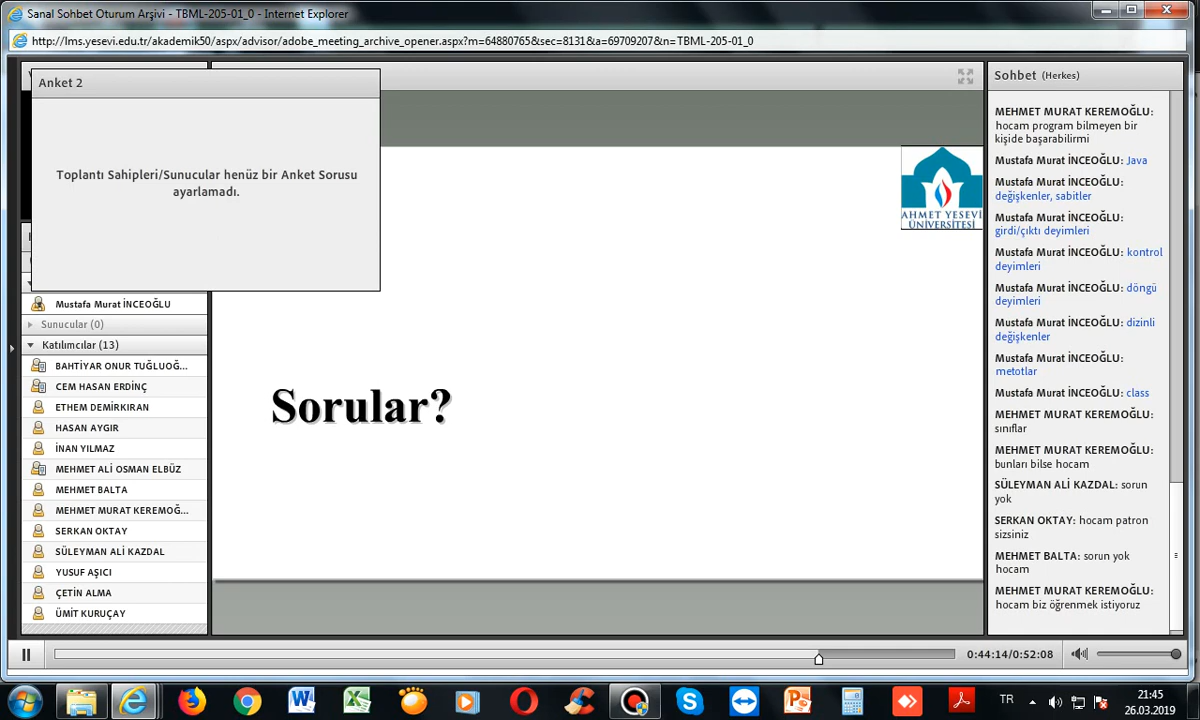 Sanal Sohbet Oturum Arşivi - TBML-205-01_0 - Internet Explorer
http://lms.yesevi.edu.tr/akademik50/aspx/advisor/adobe_meeting_archive_opener.aspx?m=64880765&sec=8131&a=69709207&n=TBML-205-01_0
Anket 2
Toplantı Sahipleri/Sunucular henüz bir Anket Sorusu
ayarlamadı.
Mustafa Murat İNCEOĞLU
Sunucular (0)
Katılımcılar (13)
BAHTİYAR ONUR TUĞLUOĞ...
CEM HASAN ERDİNÇ
ETHEM DEMİRKIRAN
HASAN AYGIR
İNAN YILMAZ
MEHMET ALİ OSMAN ELBÜZ
MEHMET BALTA
MEHMET MURAT KEREMOĞ...
SERKAN OKTAY
SÜLEYMAN ALİ KAZDAL
YUSUF AŞICI
ÇETİN ALMA
ÜMİT KURUÇAY
AHMET YESEVİ
ÜNİVERSİTESİ
Sorular?
Sohbet (Herkes)
MEHMET MURAT KEREMOĞLU:
hocam program bilmeyen bir
kişide başarabilirmi
Mustafa Murat İNCEOĞLU: Java
Mustafa Murat İNCEOĞLU:
değişkenler, sabitler
Mustafa Murat İNCEOĞLU:
girdi/çıktı deyimleri
Mustafa Murat İNCEOĞLU: kontrol
deyimleri
Mustafa Murat İNCEOĞLU: döngü
deyimleri
Mustafa Murat İNCEOĞLU: dizinli
değişkenler
Mustafa Murat İNCEOĞLU:
metotlar
Mustafa Murat İNCEOĞLU: class
MEHMET MURAT KEREMOĞLU:
sınıflar
MEHMET MURAT KEREMOĞLU:
bunları bilse hocam
SÜLEYMAN ALİ KAZDAL: sorun
yok
SERKAN OKTAY: hocam patron
sizsiniz
MEHMET BALTA: sorun yok
hocam
MEHMET MURAT KEREMOĞLU:
hocam biz öğrenmek istiyoruz
0:44:14/0:52:08
TR
21:45
26.03.2019